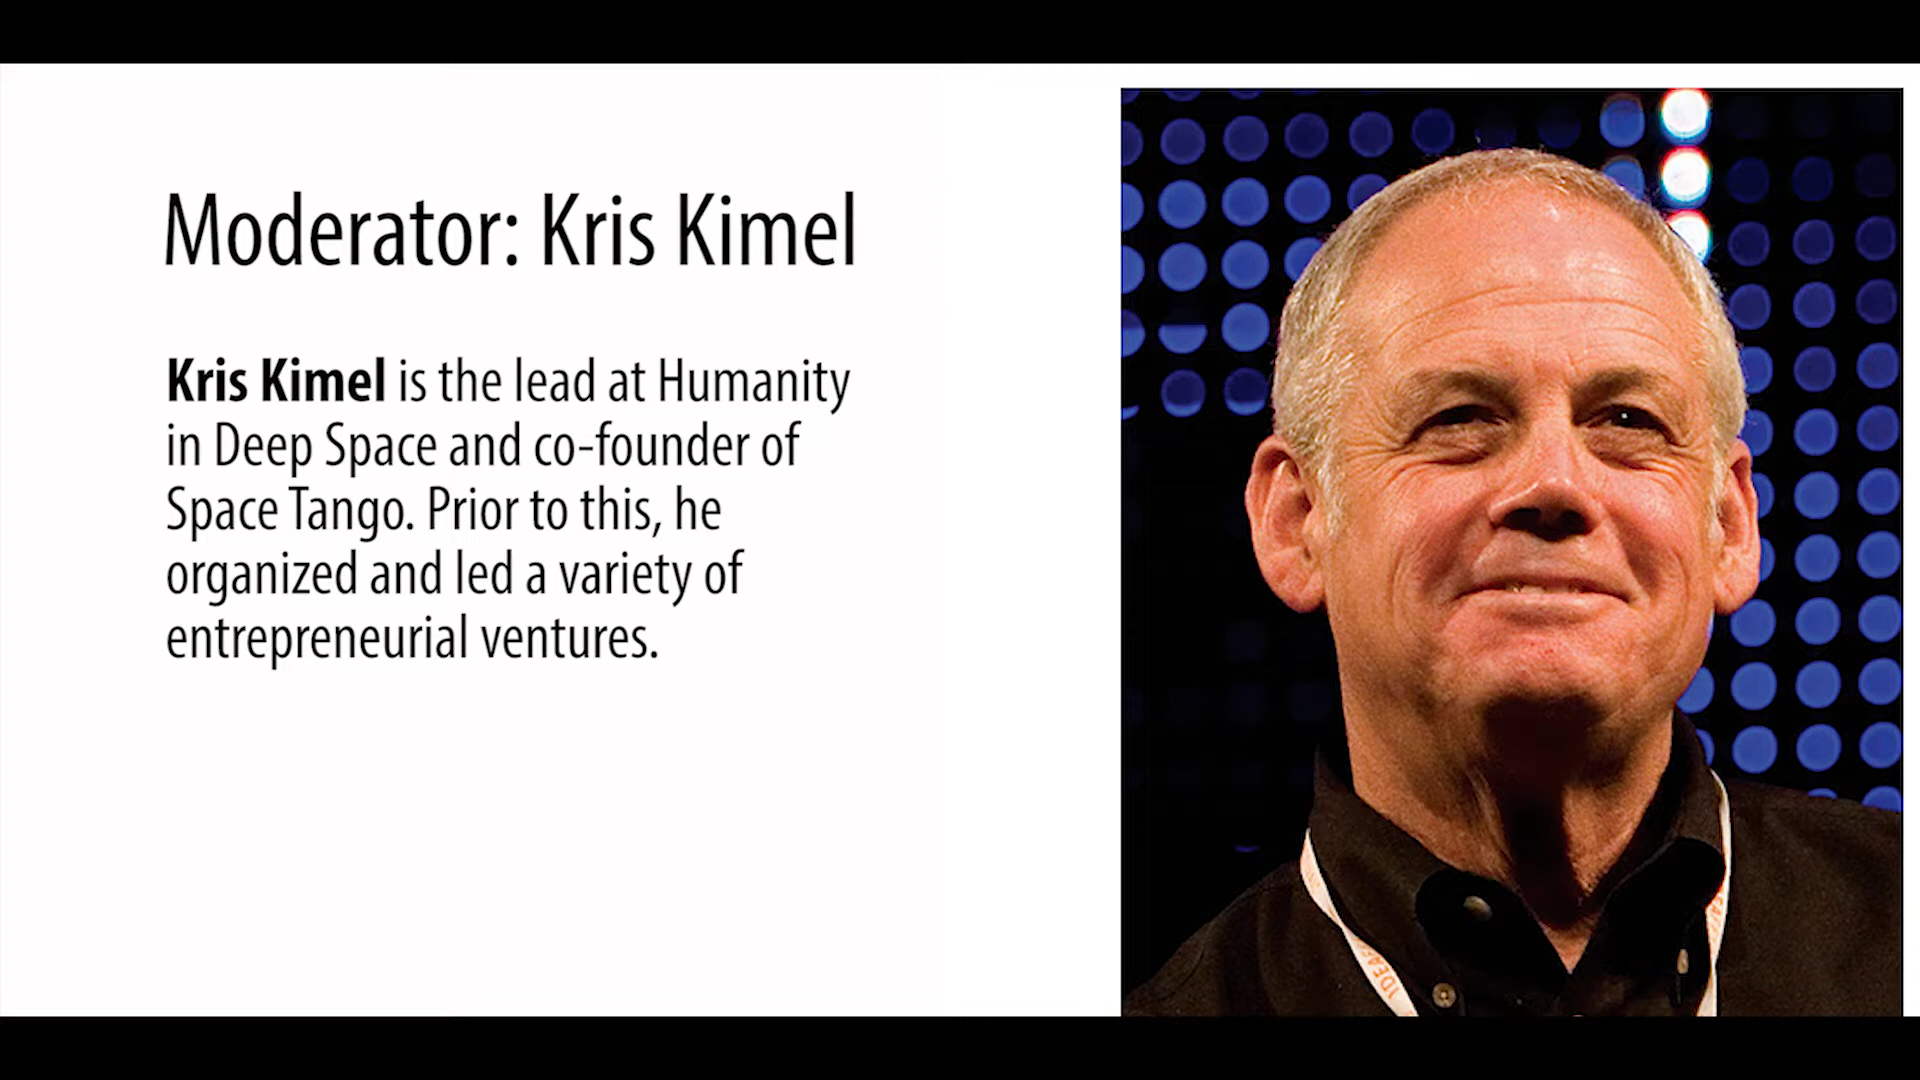 Moderator: Kris Kimel
Kris Kimel is the lead at Humanity
in Deep Space and co-founder of
Space Tango. Prior to this, he
organized and led a variety of
entrepreneurial ventures.